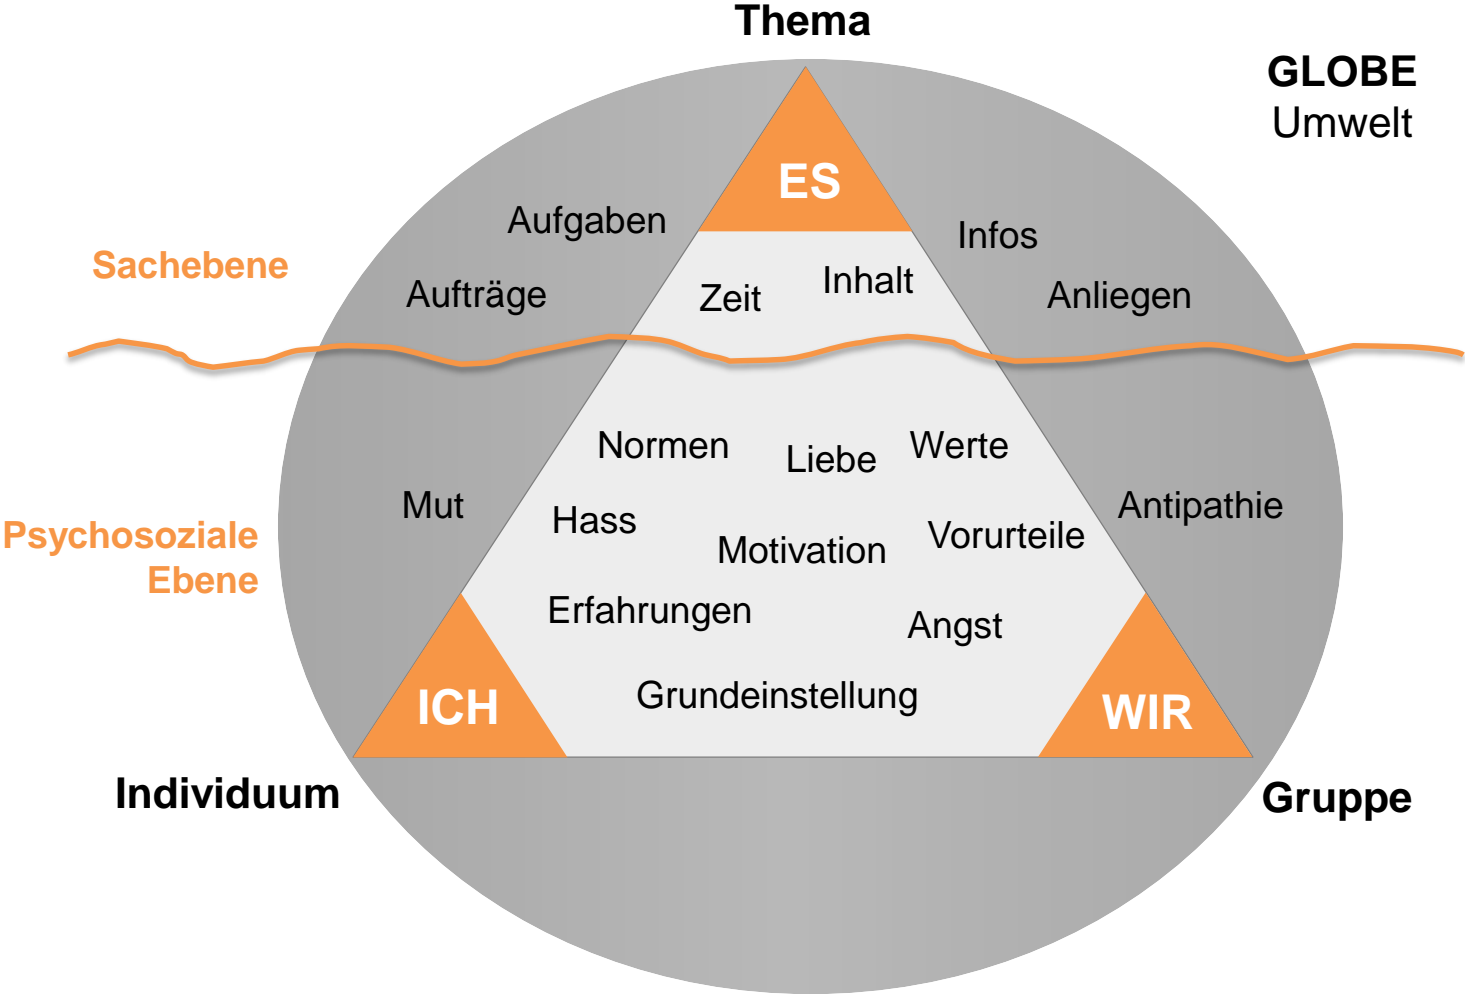 Thema
GLOBE
Umwelt
ES
Aufgaben
Infos
Sachebene
Aufträge
Zeit
Inhalt
Anliegen
Normen
Liebe
Werte
Mut
Hass
Antipathie
Psychosoziale
Ebene
Motivation
Vorurteile
Erfahrungen
Angst
ICH
Grundeinstellung
WIR
Individuum
Gruppe